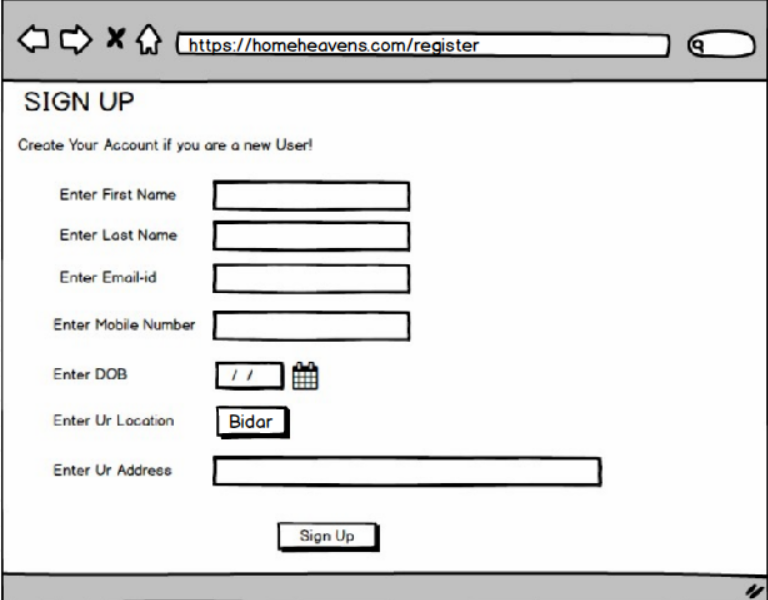 https://homeheavens.com/register
SIGN UP
Create Your Account if you are a new User!
Enter First Name
Enter Last Name
Enter Email-id
Enter Mobile Number
Enter DOB / /
Enter Ur Location Bidar
Enter Ur Address
Sign Up